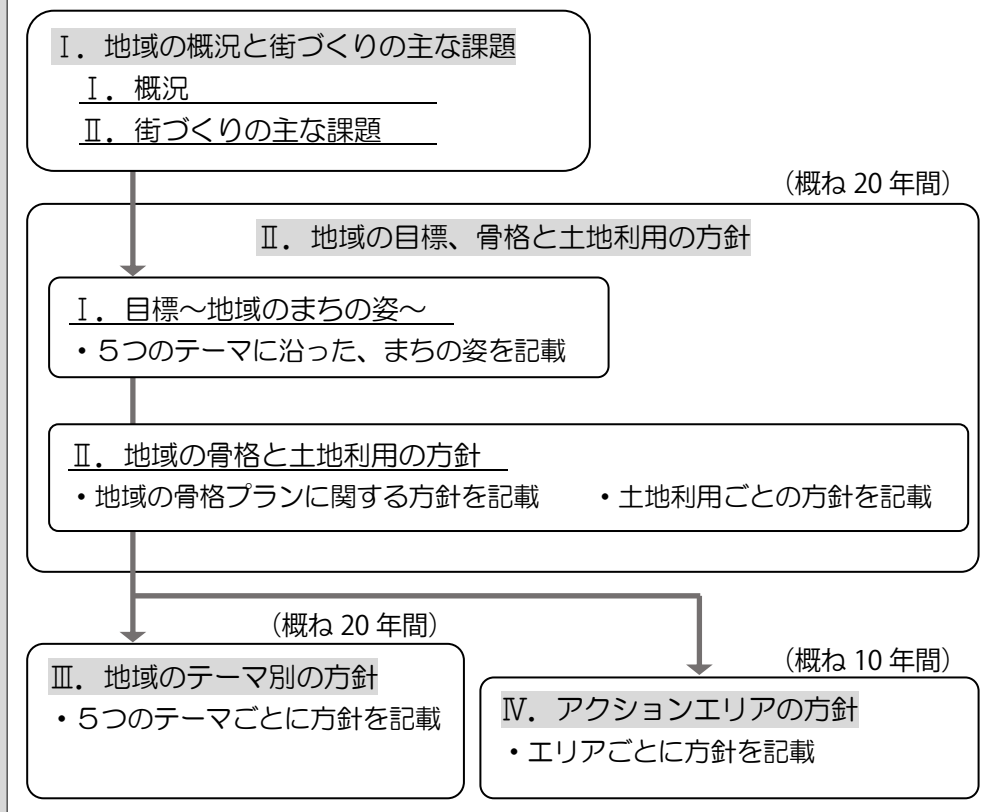 Ⅰ．地域の概況と街づくりの主な課題
Ⅰ．概況
Ⅱ．街づくりの主な課題
（概ね 20 年間）
Ⅱ．地域の目標、骨格と土地利用の方針
Ⅰ．目標～地域のまちの姿～
・５つのテーマに沿った、まちの姿を記載
Ⅱ．地域の骨格と土地利用の方針
・地域の骨格プランに関する方針を記載　・土地利用ごとの方針を記載
（概ね 20 年間）
Ⅲ．地域のテーマ別の方針
・５つのテーマごとに方針を記載
（概ね 10 年間）
Ⅳ．アクションエリアの方針
・エリアごとに方針を記載